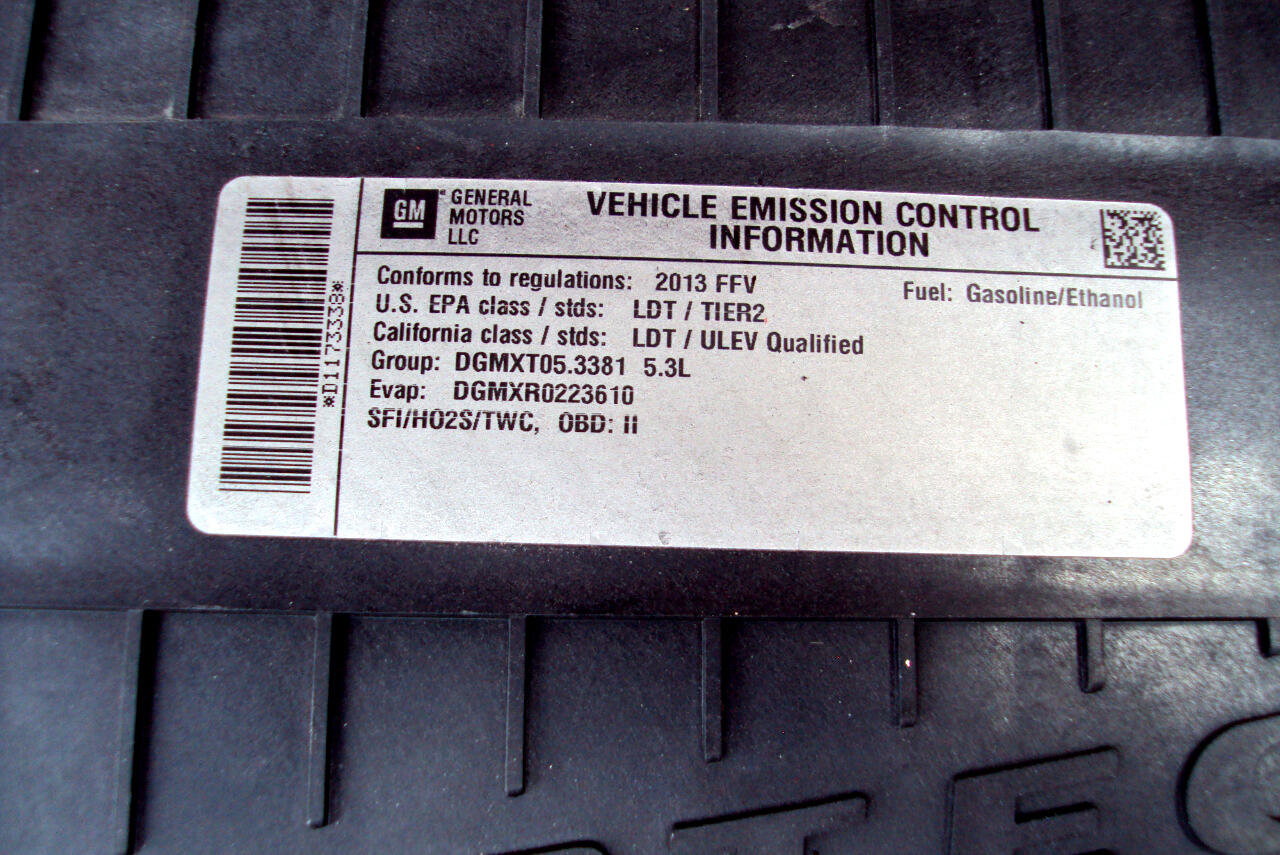 GM GENERAL MOTORS LLC
VEHICLE EMISSION CONTROL
INFORMATION
Conforms to regulations: 2013 FFV
Fuel: Gasoline/Ethanol
U.S. EPA class / stds: LDT / TIER2
California class / stds: LDT / ULEV Qualified
Group: DGMXT05.3381 5.3L
Evap: DGMXR0223610
SFI/HO2S/TWC, OBD: II
*D1173338*